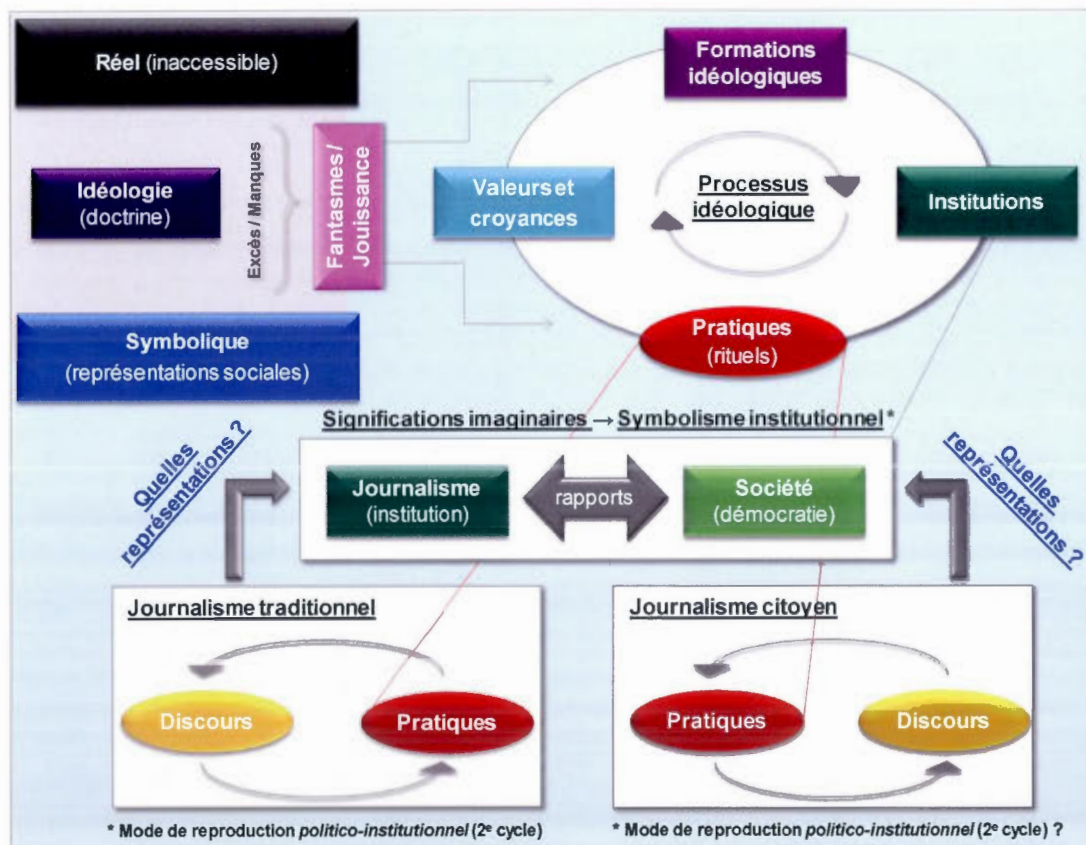 Réel (inaccessible)
Idéologie
(doctrine)
Excès / Manques
Fantasmes /
Jouissance
Symbolique
(représentations sociales)
Formations
idéologiques
Valeurs et
croyances
Processus
idéologique
Institutions
Pratiques
(rituels)
Significations imaginaires → Symbolisme institutionnel *
Quelles
représentations ?
Journalisme
(institution)
rapports
Société
(démocratie)
Quelles
représentations ?
Journalisme traditionnel
Discours
Pratiques
* Mode de reproduction politico-institutionnel (2e cycle)
Journalisme citoyen
Pratiques
Discours
* Mode de reproduction politico-institutionnel (2e cycle) ?